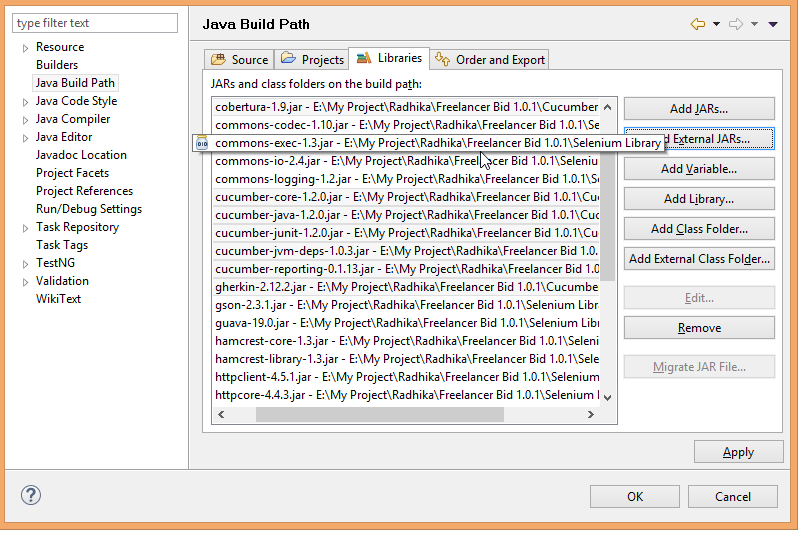 type filter text
Resource
Builders
Java Build Path
Java Code Style
Java Compiler
Java Editor
Javadoc Location
Project Facets
Project References
Run/Debug Settings
Task Repository
Task Tags
TestNG
Validation
WikiText
Java Build Path
Source Projects Libraries Order and Export
JARs and class folders on the build path:
cobertura-1.9.jar - E:\My Project\Radhika\Freelancer Bid 1.0.1\Cucumber
commons-codec-1.10.jar - E:\My Project\Radhika\Freelancer Bid 1.0.1\Se
commons-exec-1.3.jar - E:\My Project\Radhika\Freelancer Bid 1.0.1\Selenium Library
commons-io-2.4.jar - E:\My Project\Radhika\Freelancer Bid 1.0.1\Selenium
commons-logging-1.2.jar - E:\My Project\Radhika\Freelancer Bid 1.0.1\S
cucumber-core-1.2.0.jar - E:\My Project\Radhika\Freelancer Bid 1.0.1\Cu
cucumber-java-1.2.0.jar - E:\My Project\Radhika\Freelancer Bid 1.0.1\Cu
cucumber-junit-1.2.0.jar - E:\My Project\Radhika\Freelancer Bid 1.0.1\Cu
cucumber-jvm-deps-1.0.3.jar - E:\My Project\Radhika\Freelancer Bid 1.0.
cucumber-reporting-0.1.13.jar - E:\My Project\Radhika\Freelancer Bid 1.0
gherkin-2.12.2.jar - E:\My Project\Radhika\Freelancer Bid 1.0.1\Cucumbe
gson-2.3.1.jar - E:\My Project\Radhika\Freelancer Bid 1.0.1\Selenium Libra
guava-19.0.jar - E:\My Project\Radhika\Freelancer Bid 1.0.1\Selenium Libr
hamcrest-core-1.3.jar - E:\My Project\Radhika\Freelancer Bid 1.0.1\Seleni
hamcrest-library-1.3.jar - E:\My Project\Radhika\Freelancer Bid 1.0.1\Sele
httpclient-4.5.1.jar - E:\My Project\Radhika\Freelancer Bid 1.0.1\Selenium
httpcore-4.4.3.jar - E:\My Project\Radhika\Freelancer Bid 1.0.1\Selenium L
Add JARs...
External JARs...
Add Variable...
Add Library...
Add Class Folder...
Add External Class Folder...
Edit...
Remove
Migrate JAR File...
Apply
OK Cancel